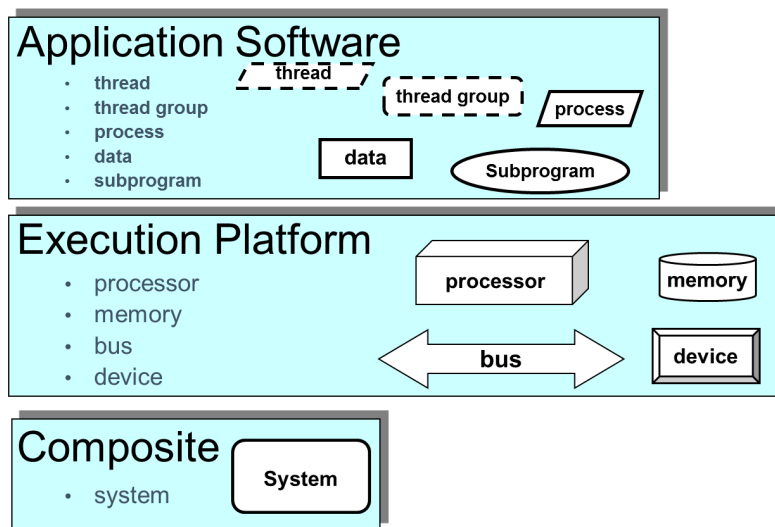 Application Software
• thread
• thread group
• process
• data
• subprogram
thread
thread group
process
data
Subprogram
Execution Platform
• processor
• memory
• bus
• device
processor
memory
bus
device
Composite
• system
System